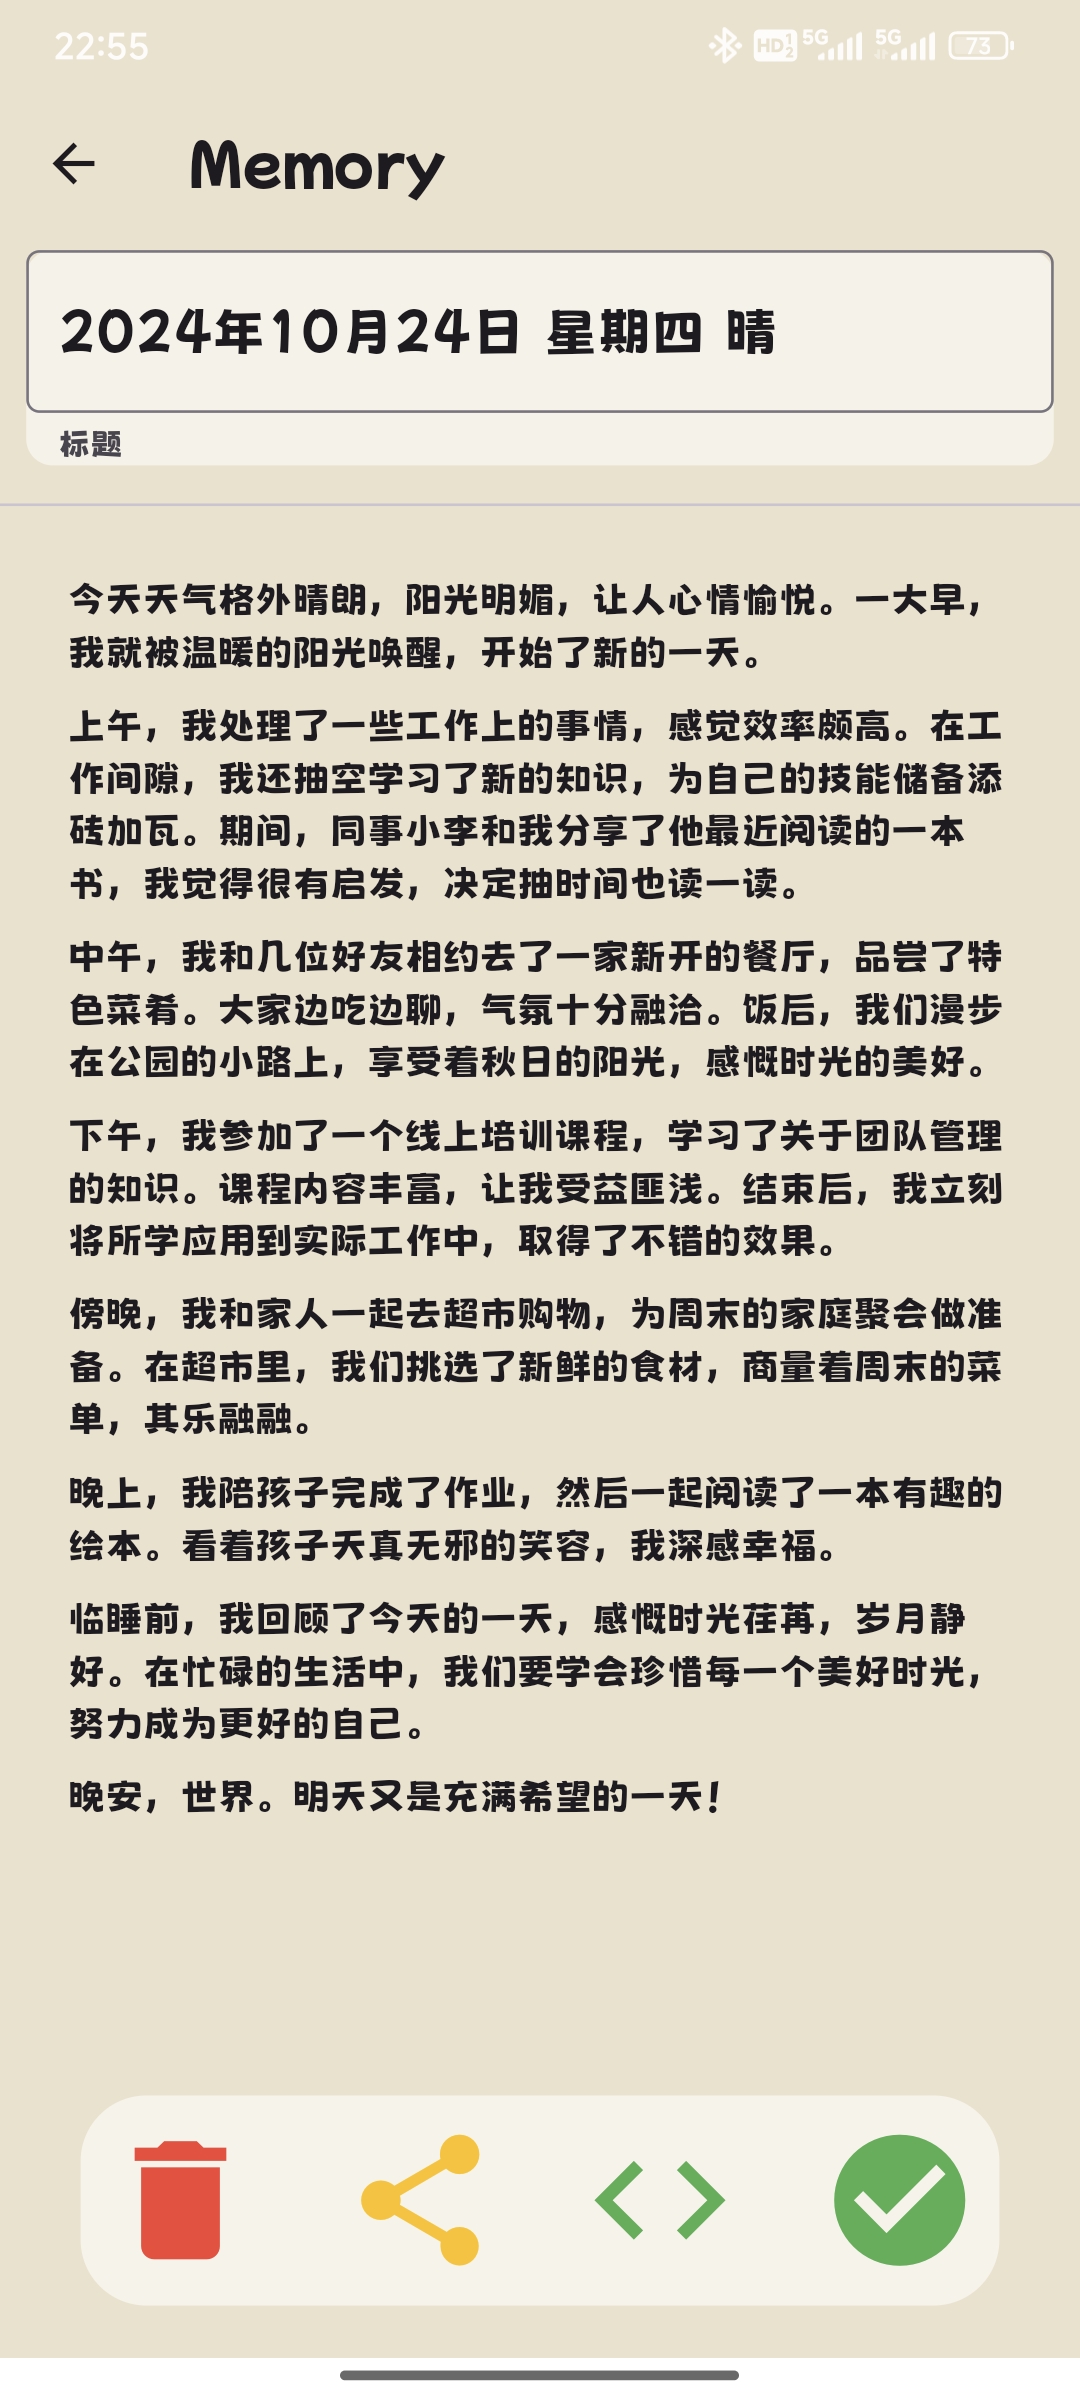 22:55
HD 1 2 5G 5G 73
Memory
2024年10月24日 星期四 晴
标题
今天天气格外晴朗，阳光明媚，让人心情愉悦。一大早，
我就被温暖的阳光唤醒，开始了新的一天。
上午，我处理了一些工作上的事情，感觉效率颇高。在工
作间隙，我还抽空学习了新的知识，为自己的技能储备添
砖加瓦。期间，同事小李和我分享了他最近阅读的一本
书，我觉得很有启发，决定抽时间也读一读。
中午，我和几位好友相约去了一家新开的餐厅，品尝了特
色菜肴。大家边吃边聊，气氛十分融洽。饭后，我们漫步
在公园的小路上，享受着秋日的阳光，感慨时光的美好。
下午，我参加了一个线上培训课程，学习了关于团队管理
的知识。课程内容丰富，让我受益匪浅。结束后，我立刻
将所学应用到实际工作中，取得了不错的效果。
傍晚，我和家人一起去超市购物，为周末的家庭聚会做准
备。在超市里，我们挑选了新鲜的食材，商量着周末的菜
单，其乐融融。
晚上，我陪孩子完成了作业，然后一起阅读了一本有趣的
绘本。看着孩子天真无邪的笑容，我深感幸福。
临睡前，我回顾了今天的一天，感慨时光荏苒，岁月静
好。在忙碌的生活中，我们要学会珍惜每一个美好时光，
努力成为更好的自己。
晚安，世界。明天又是充满希望的一天！